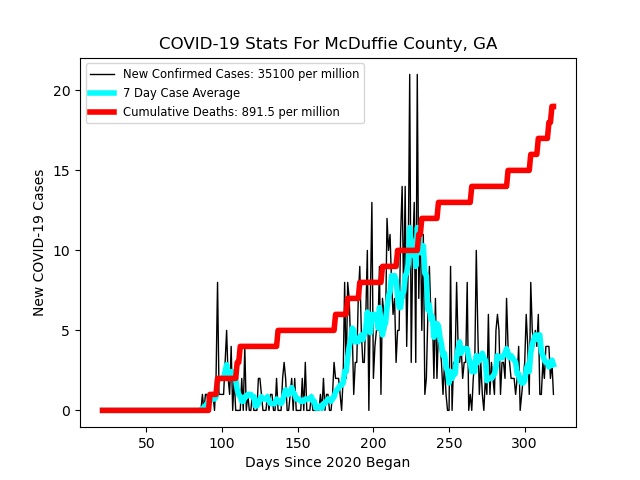 COVID-19 Stats For McDuffie County, GA
New Confirmed Cases: 35100 per million
7 Day Case Average
Cumulative Deaths: 891.5 per million
New COVID-19 Cases
20
15
10
5
0
50 100 150 200 250 300
Days Since 2020 Began